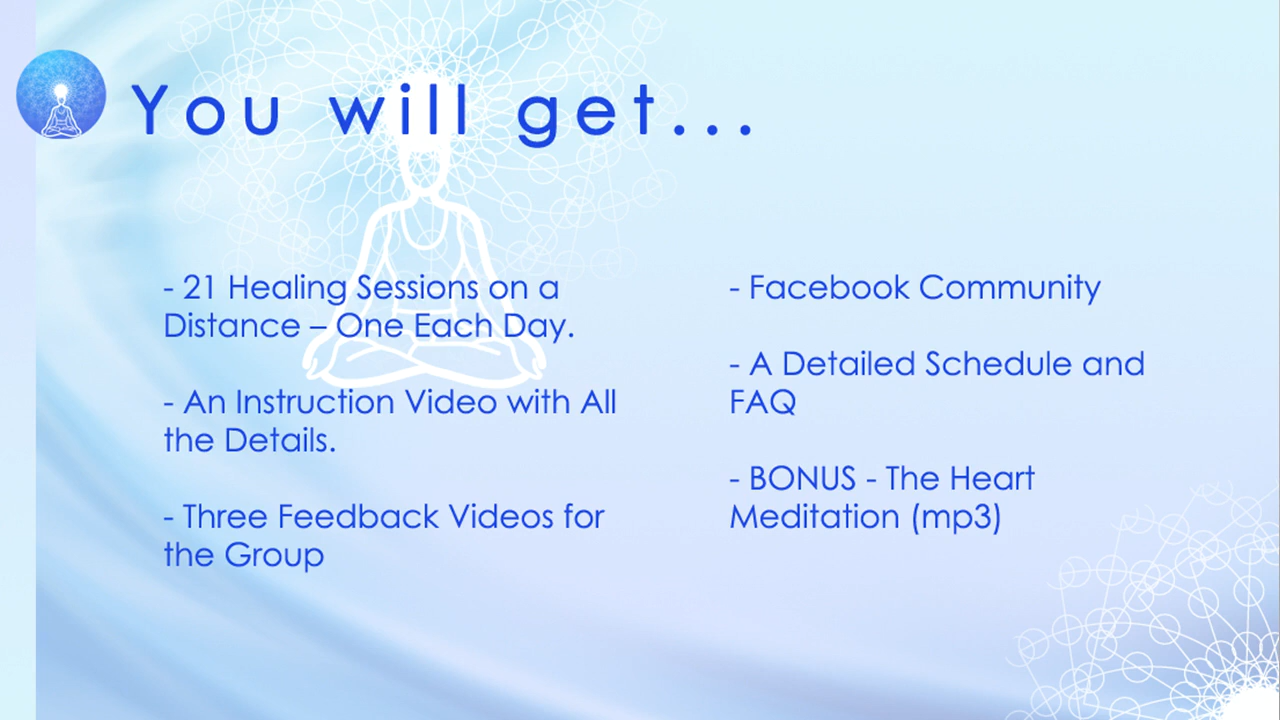 You will get...
- 21 Healing Sessions on a
Distance – One Each Day.
- An Instruction Video with All
the Details.
- Three Feedback Videos for
the Group
- Facebook Community
- A Detailed Schedule and
FAQ
- BONUS - The Heart
Meditation (mp3)